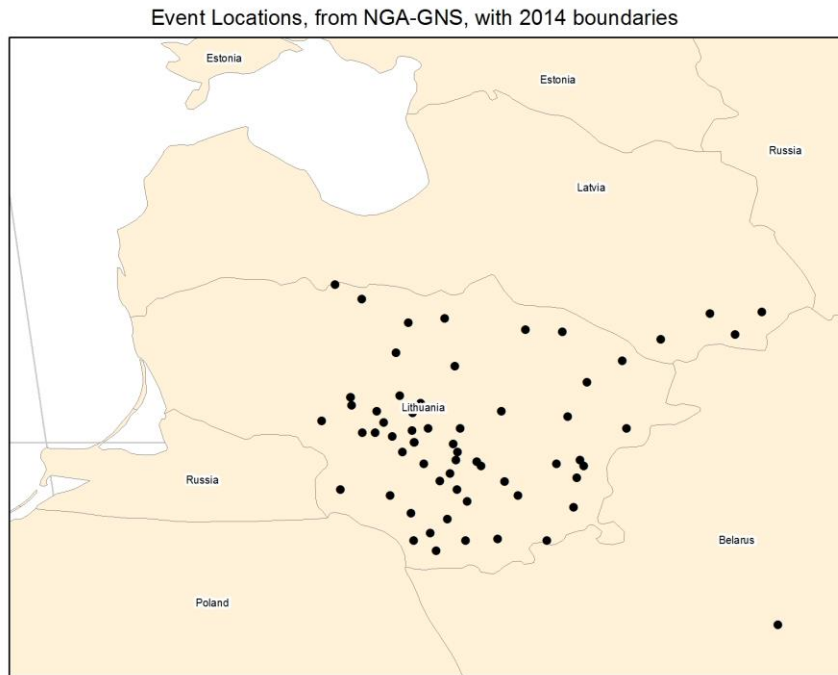 Event Locations, from NGA-GNS, with 2014 boundaries
Estonia
Estonia
Russia
Latvia
Lithuania
Russia
Belarus
Poland